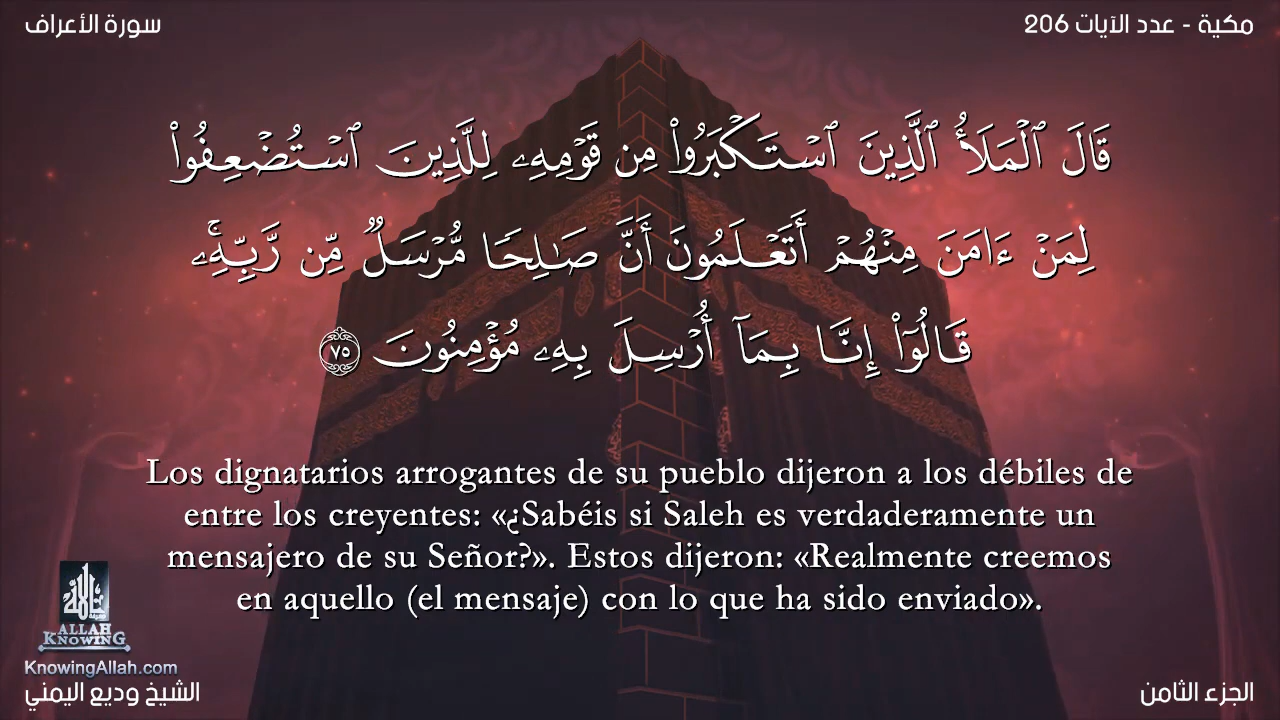 سورة الأعراف
مكية - عدد الآيات 206
قَالَ ٱلْمَلَأُ ٱلَّذِينَ ٱسْتَكْبَرُوا۟ مِن قَوْمِهِۦ لِلَّذِينَ ٱسْتُضْعِفُوا۟
لِمَنْ ءَامَنَ مِنْهُمْ أَتَعْلَمُونَ أَنَّ صَـٰلِحًا مُّرْسَلٌ مِّن رَّبِّهِۦ ۚ
قَالُوٓا۟ إِنَّا بِمَآ أُرْسِلَ بِهِۦ مُؤْمِنُونَ ٧٥
Los dignatarios arrogantes de su pueblo dijeron a los débiles de
entre los creyentes: «¿Sabéis si Saleh es verdaderamente un
mensajero de su Señor?». Estos dijeron: «Realmente creemos
en aquello (el mensaje) con lo que ha sido enviado».
ALLAH
KNOWING
KnowingAllah.com
الشيخ وديع اليمني
الجزء الثامن